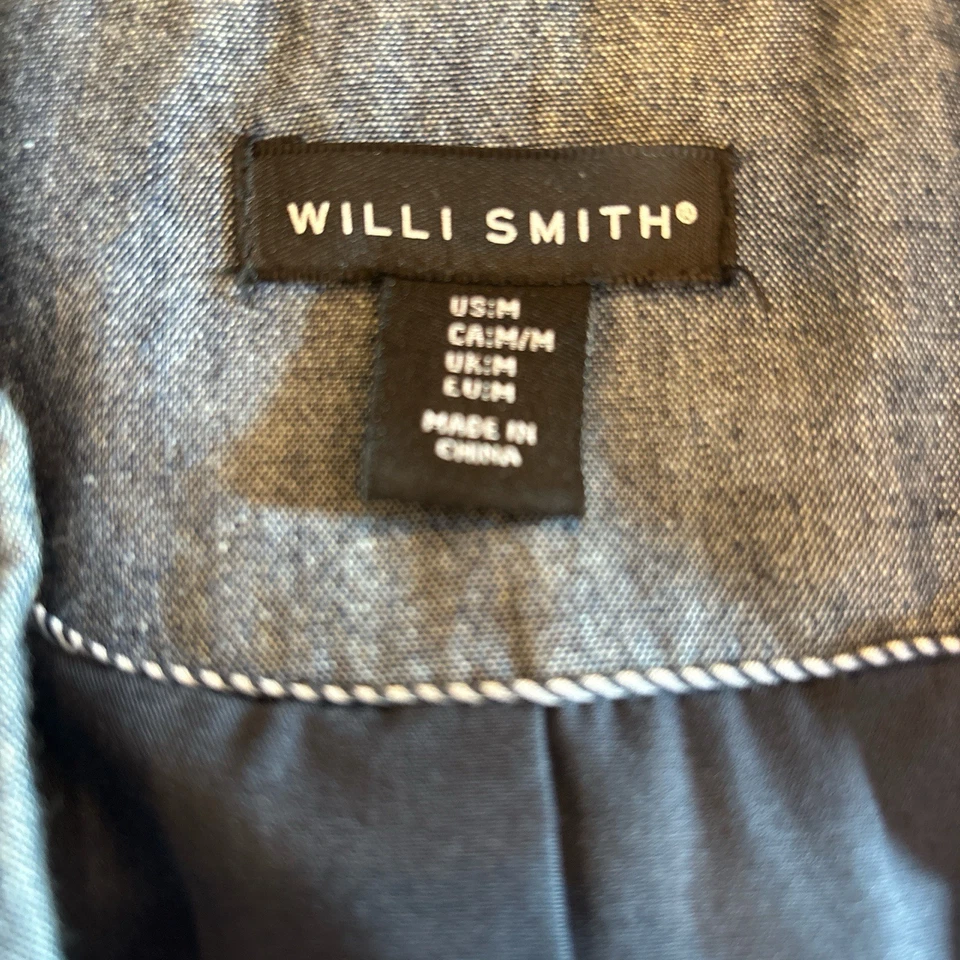 WILLI SMITH®
US:M
CA:M/M
UK:M
EU:M
MADE IN
CHINA